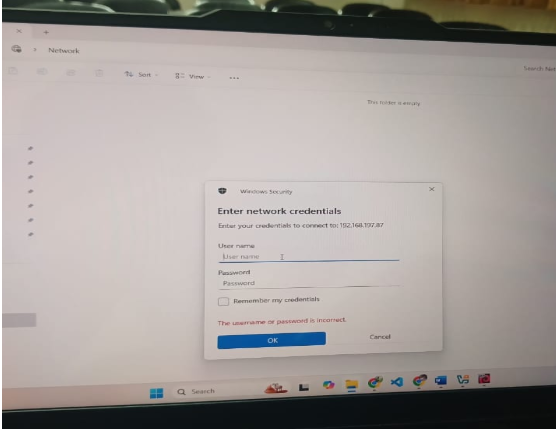 Network
Search Net
Sort
View
This folder is empty.
Windows Security
Enter network credentials
Enter your credentials to connect to: 192.168.197.87
User name
User name
Password
Password
Remember my credentials
The username or password is incorrect.
OK
Cancel
Search